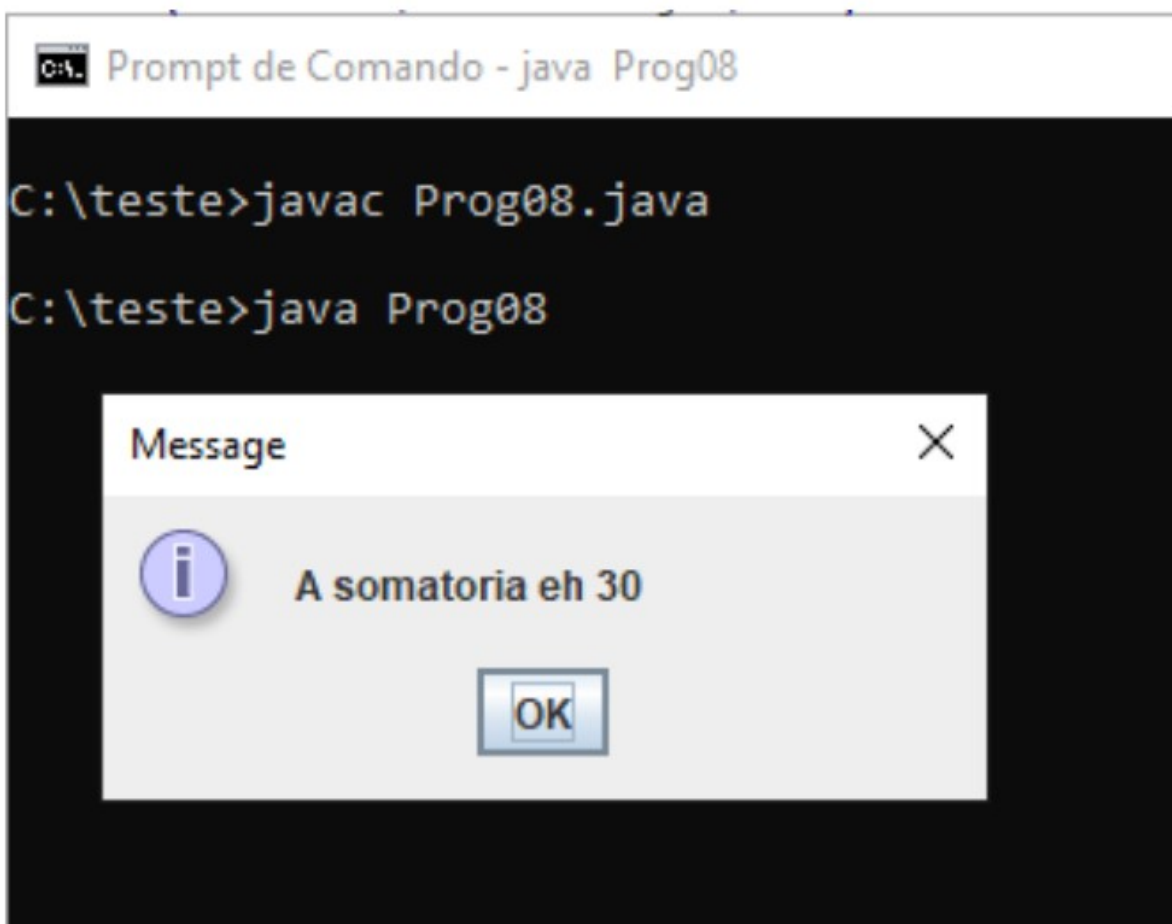 Prompt de Comando - java Prog08
C:\teste>javac Prog08.java
C:\teste>java Prog08
Message
A somatoria eh 30
OK